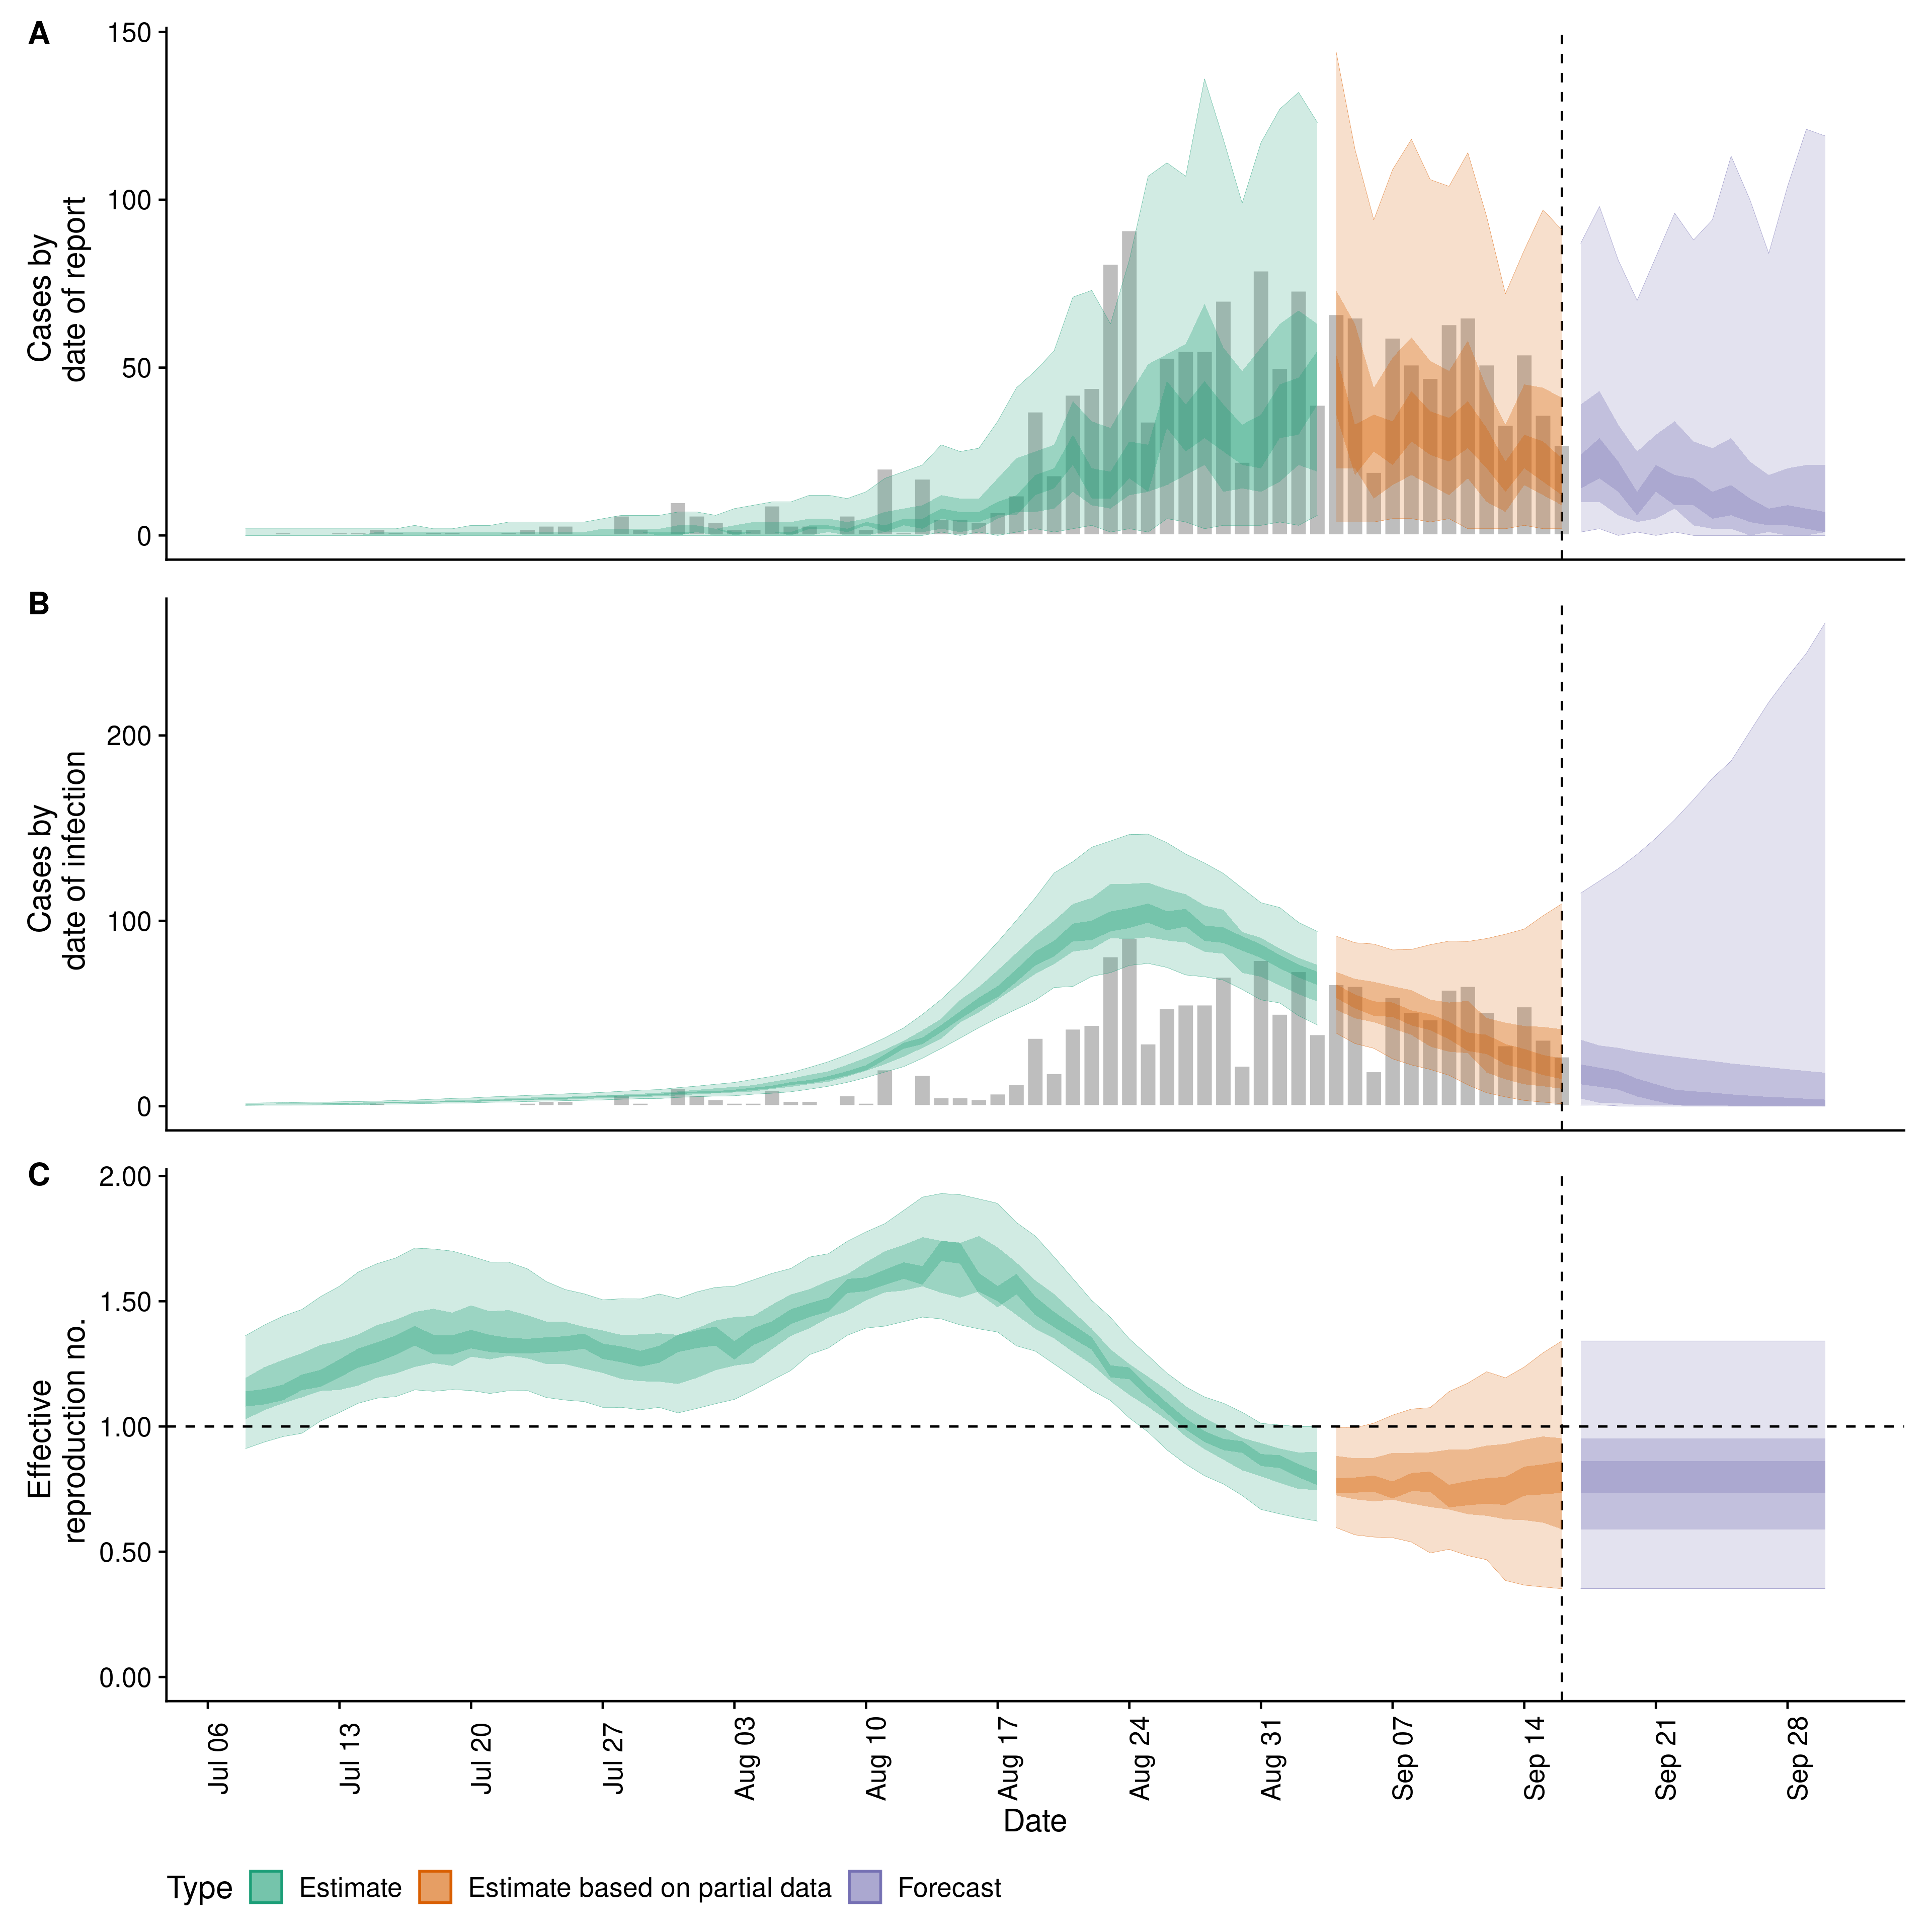 A
150
100
50
0
Cases by
date of report
B
200
100
0
Cases by
date of infection
C
2.00
1.50
1.00
0.50
0.00
Effective
reproduction no.
Jul 06
Jul 13
Jul 20
Jul 27
Aug 03
Aug 10
Aug 17
Aug 24
Aug 31
Sep 07
Sep 14
Sep 21
Sep 28
Date
Type Estimate Estimate based on partial data Forecast